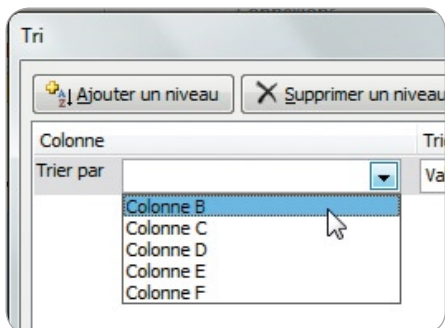 Tri
Ajouter un niveau Supprimer un niveau
Colonne
Trier par
Colonne B
Colonne C
Colonne D
Colonne E
Colonne F